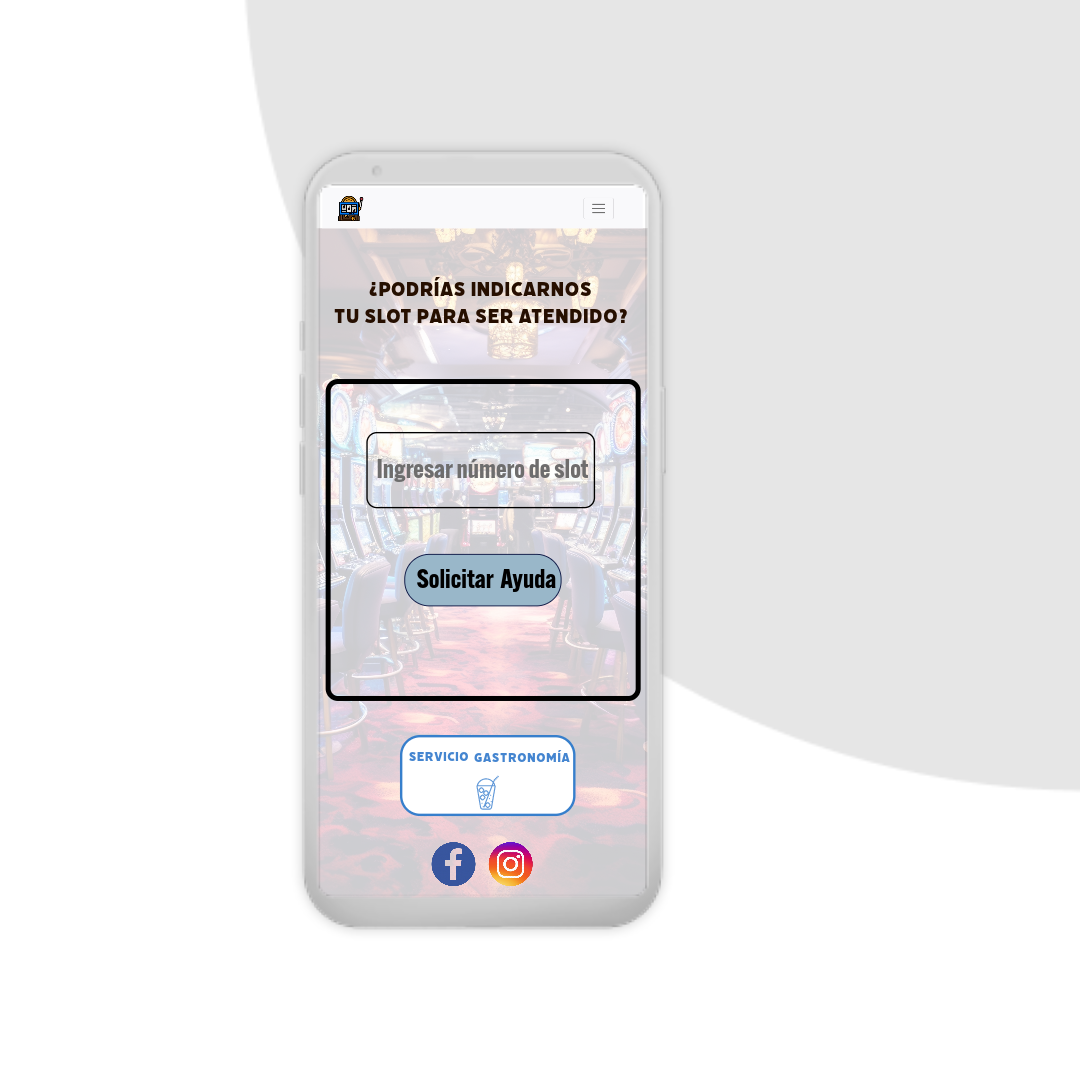 ¿PODRÍAS INDICARNOS
TU SLOT PARA SER ATENDIDO?
Ingresar número de slot
Solicitar Ayuda
SERVICIO GASTRONOMÍA